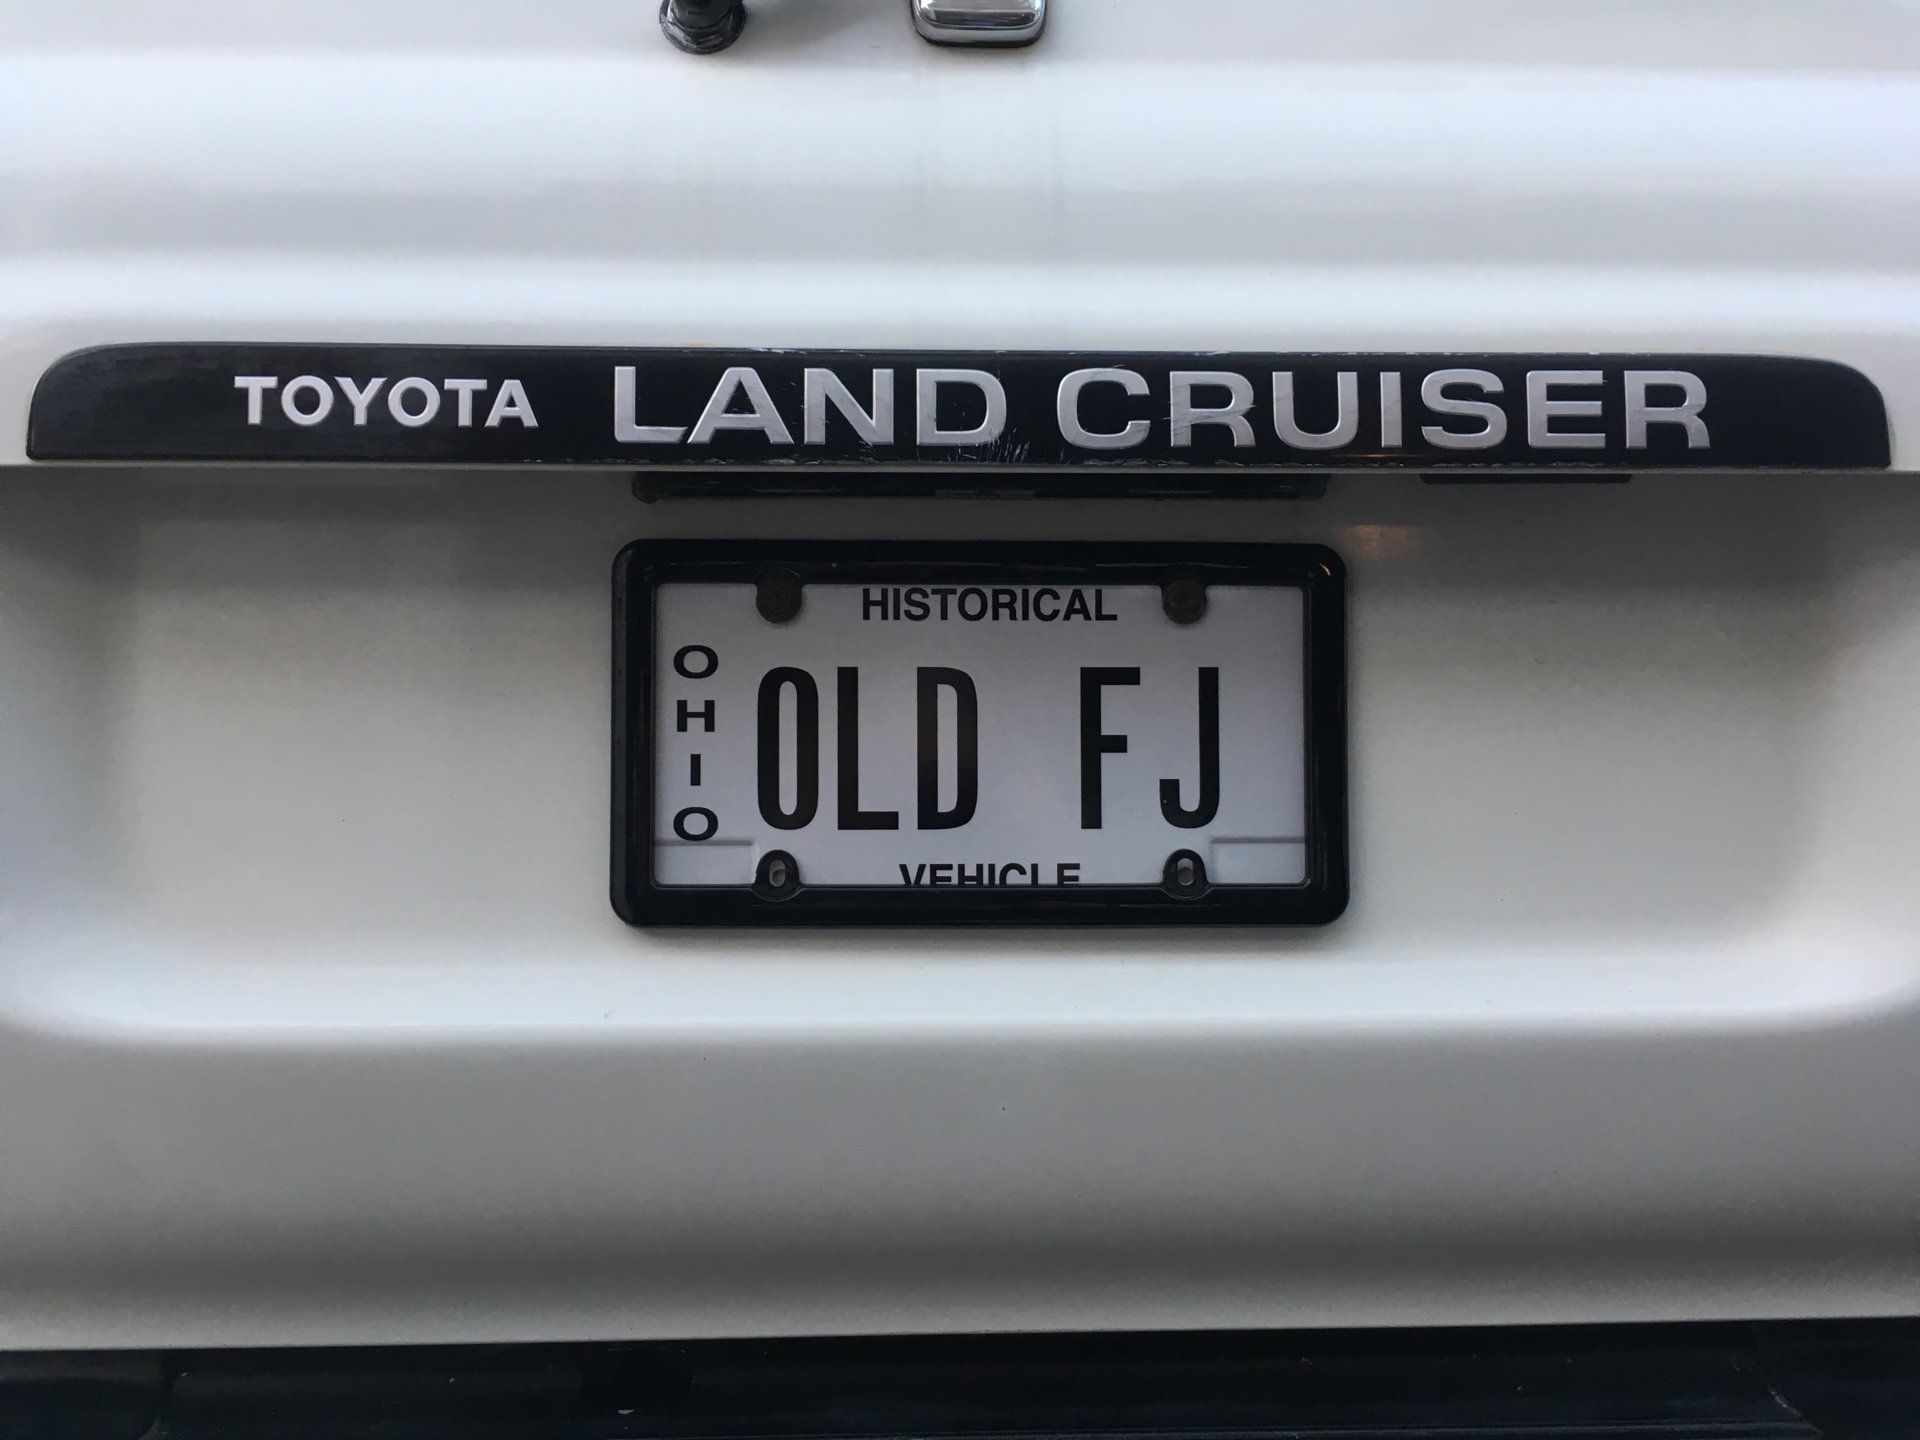 TOYOTA LAND CRUISER
HISTORICAL
OHIO
OLD FJ
VEHICLE